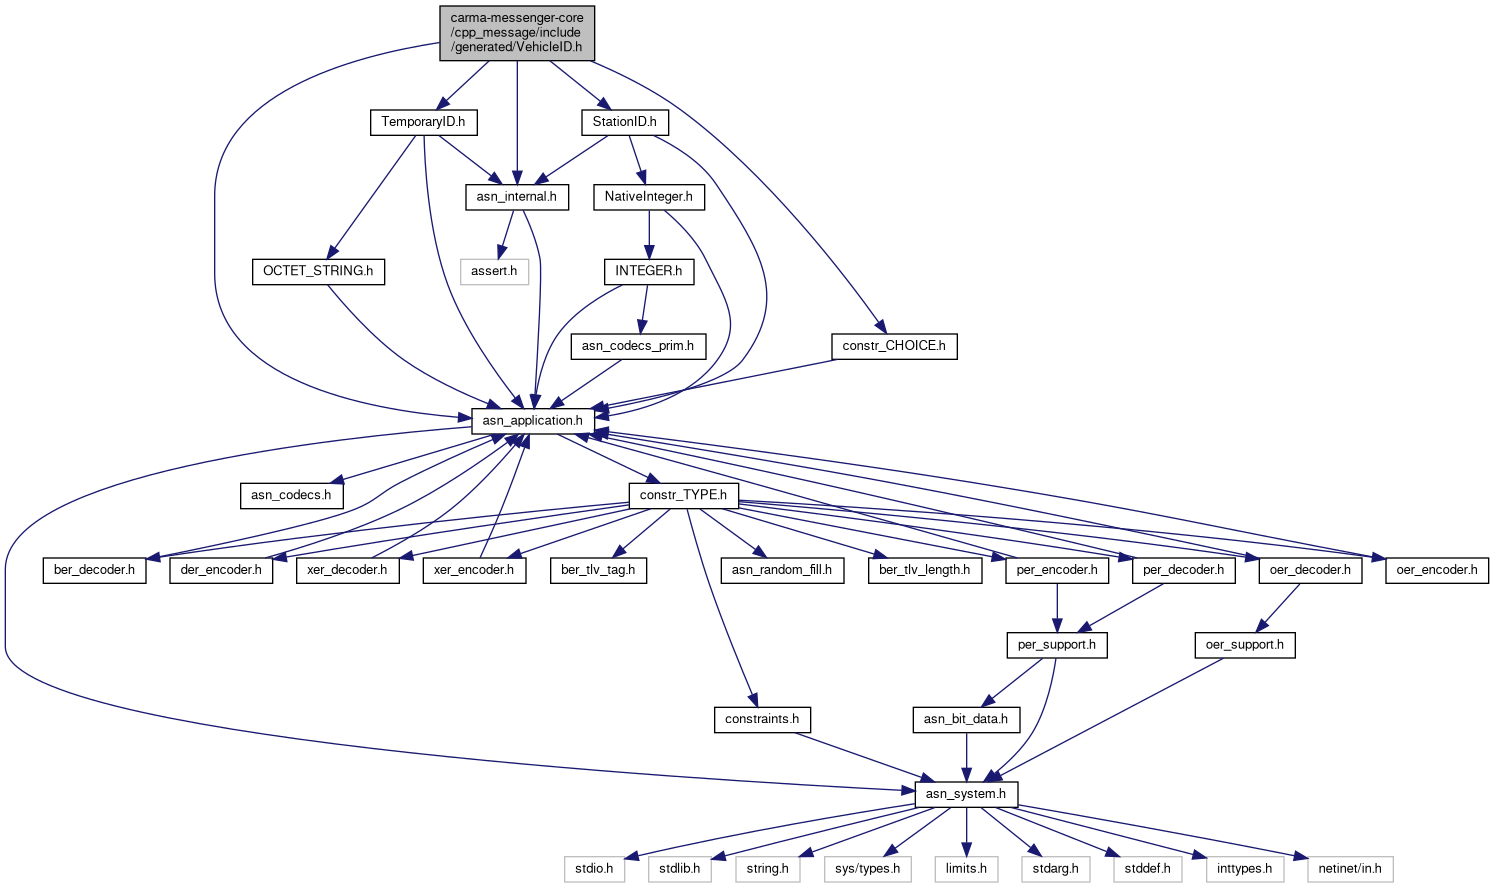 carma-messenger-core
/cpp_message/include
/generated/VehicleID.h
TemporaryID.h
StationID.h
asn_internal.h
NativeInteger.h
OCTET_STRING.h
assert.h
INTEGER.h
asn_codecs_prim.h
constr_CHOICE.h
asn_application.h
asn_codecs.h
constr_TYPE.h
ber_decoder.h
der_encoder.h
xer_decoder.h
xer_encoder.h
ber_tlv_tag.h
asn_random_fill.h
ber_tlv_length.h
per_encoder.h
per_decoder.h
oer_decoder.h
oer_encoder.h
per_support.h
oer_support.h
constraints.h
asn_bit_data.h
asn_system.h
stdio.h
stdlib.h
string.h
sys/types.h
limits.h
stdarg.h
stddef.h
inttypes.h
netinet/in.h